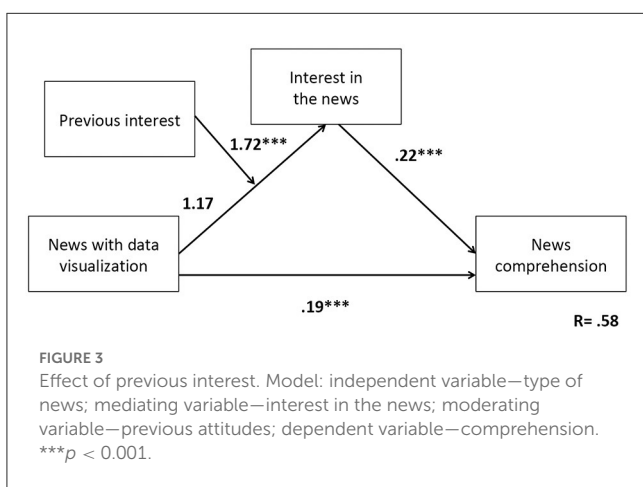 Interest in
the news
Previous interest
1.72***
.22***
1.17
News with data
visualization
News
comprehension
.19***
R= .58
FIGURE 3
Effect of previous interest. Model: independent variable—type of
news; mediating variable—interest in the news; moderating
variable—previous attitudes; dependent variable—comprehension.
***p < 0.001.